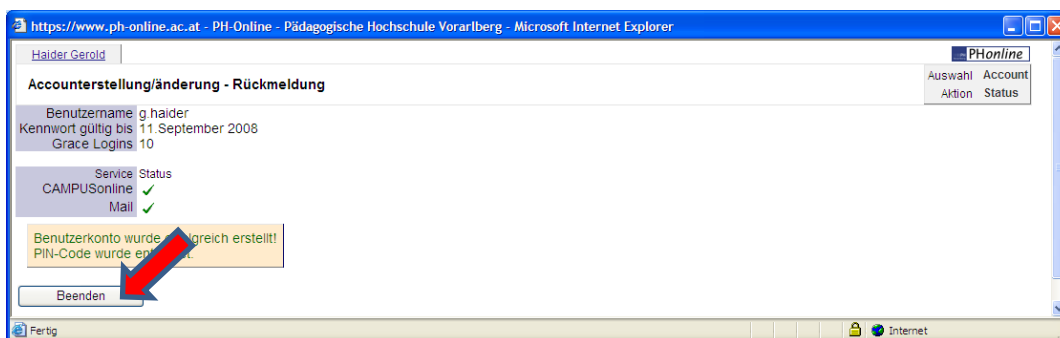 https://www.ph-online.ac.at - PH-Online - Pädagogische Hochschule Vorarlberg - Microsoft Internet Explorer
Haider Gerold
PHonline
Accounterstellung/änderung - Rückmeldung
Auswahl Account
Aktion Status
Benutzername g.haider
Kennwort gültig bis 11.September 2008
Grace Logins 10
Service Status
CAMPUSonline
Mail
Benutzerkonto wurde erstellt!
PIN-Code wurde
Beenden
Fertig
Internet